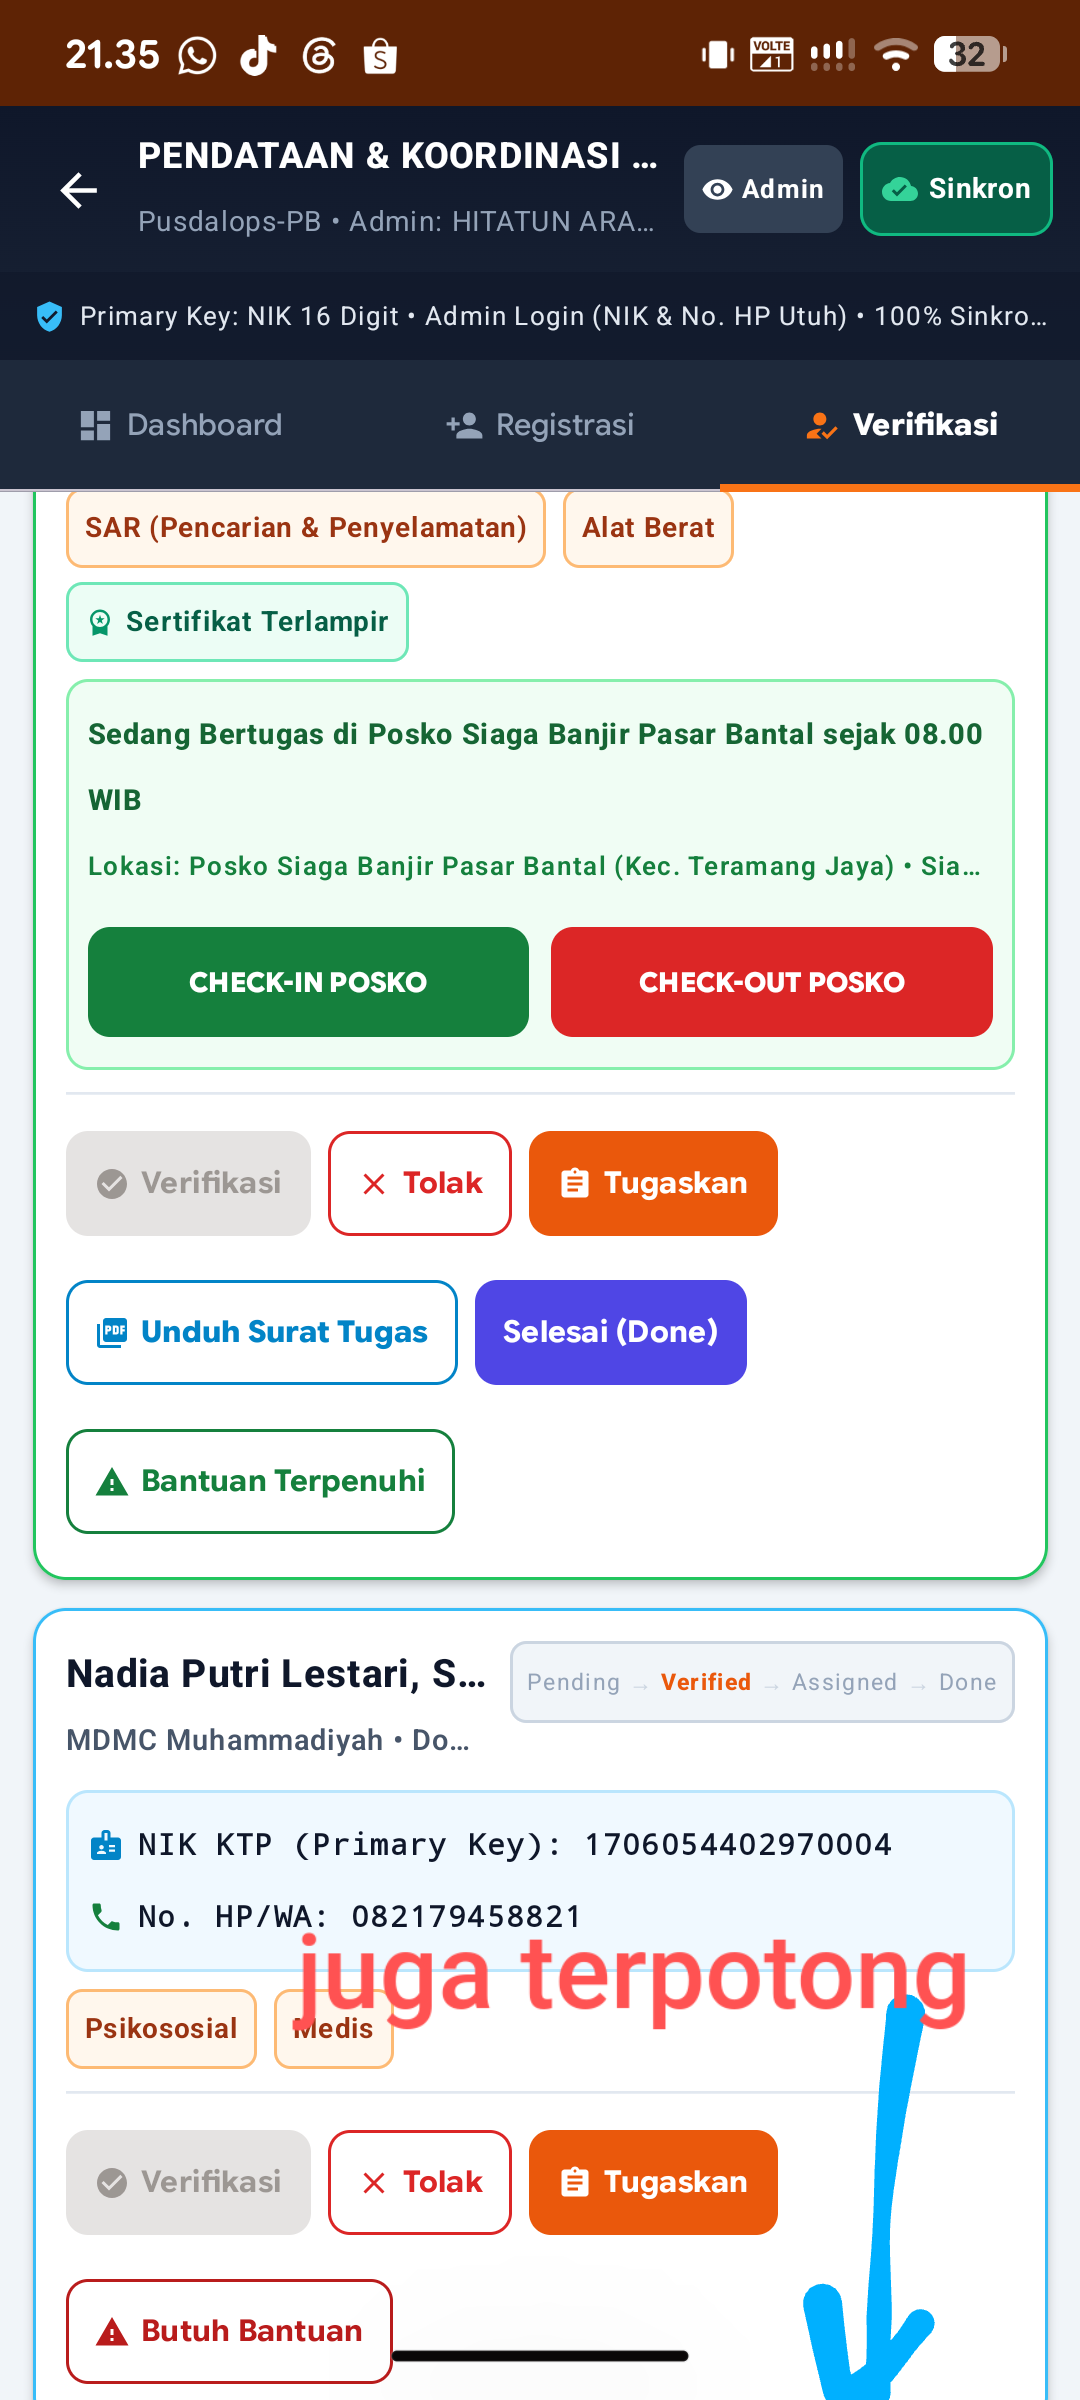 21.35
VOLTE
1
32
PENDATAAN & KOORDINASI ...
Pusdalops-PB • Admin: HITATUN ARA...
Admin
Sinkron
Primary Key: NIK 16 Digit • Admin Login (NIK & No. HP Utuh) • 100% Sinkro...
Dashboard
Registrasi
Verifikasi
SAR (Pencarian & Penyelamatan)
Alat Berat
Sertifikat Terlampir
Sedang Bertugas di Posko Siaga Banjir Pasar Bantal sejak 08.00
WIB
Lokasi: Posko Siaga Banjir Pasar Bantal (Kec. Teramang Jaya) • Sia...
CHECK-IN POSKO
CHECK-OUT POSKO
Verifikasi
Tolak
Tugaskan
PDF
Unduh Surat Tugas
Selesai (Done)
Bantuan Terpenuhi
Nadia Putri Lestari, S...
Pending → Verified → Assigned → Done
MDMC Muhammadiyah • Do...
NIK KTP (Primary Key): 1706054402970004
No. HP/WA: 082179458821
juga terpotong
Psikososial
Medis
Verifikasi
Tolak
Tugaskan
Butuh Bantuan